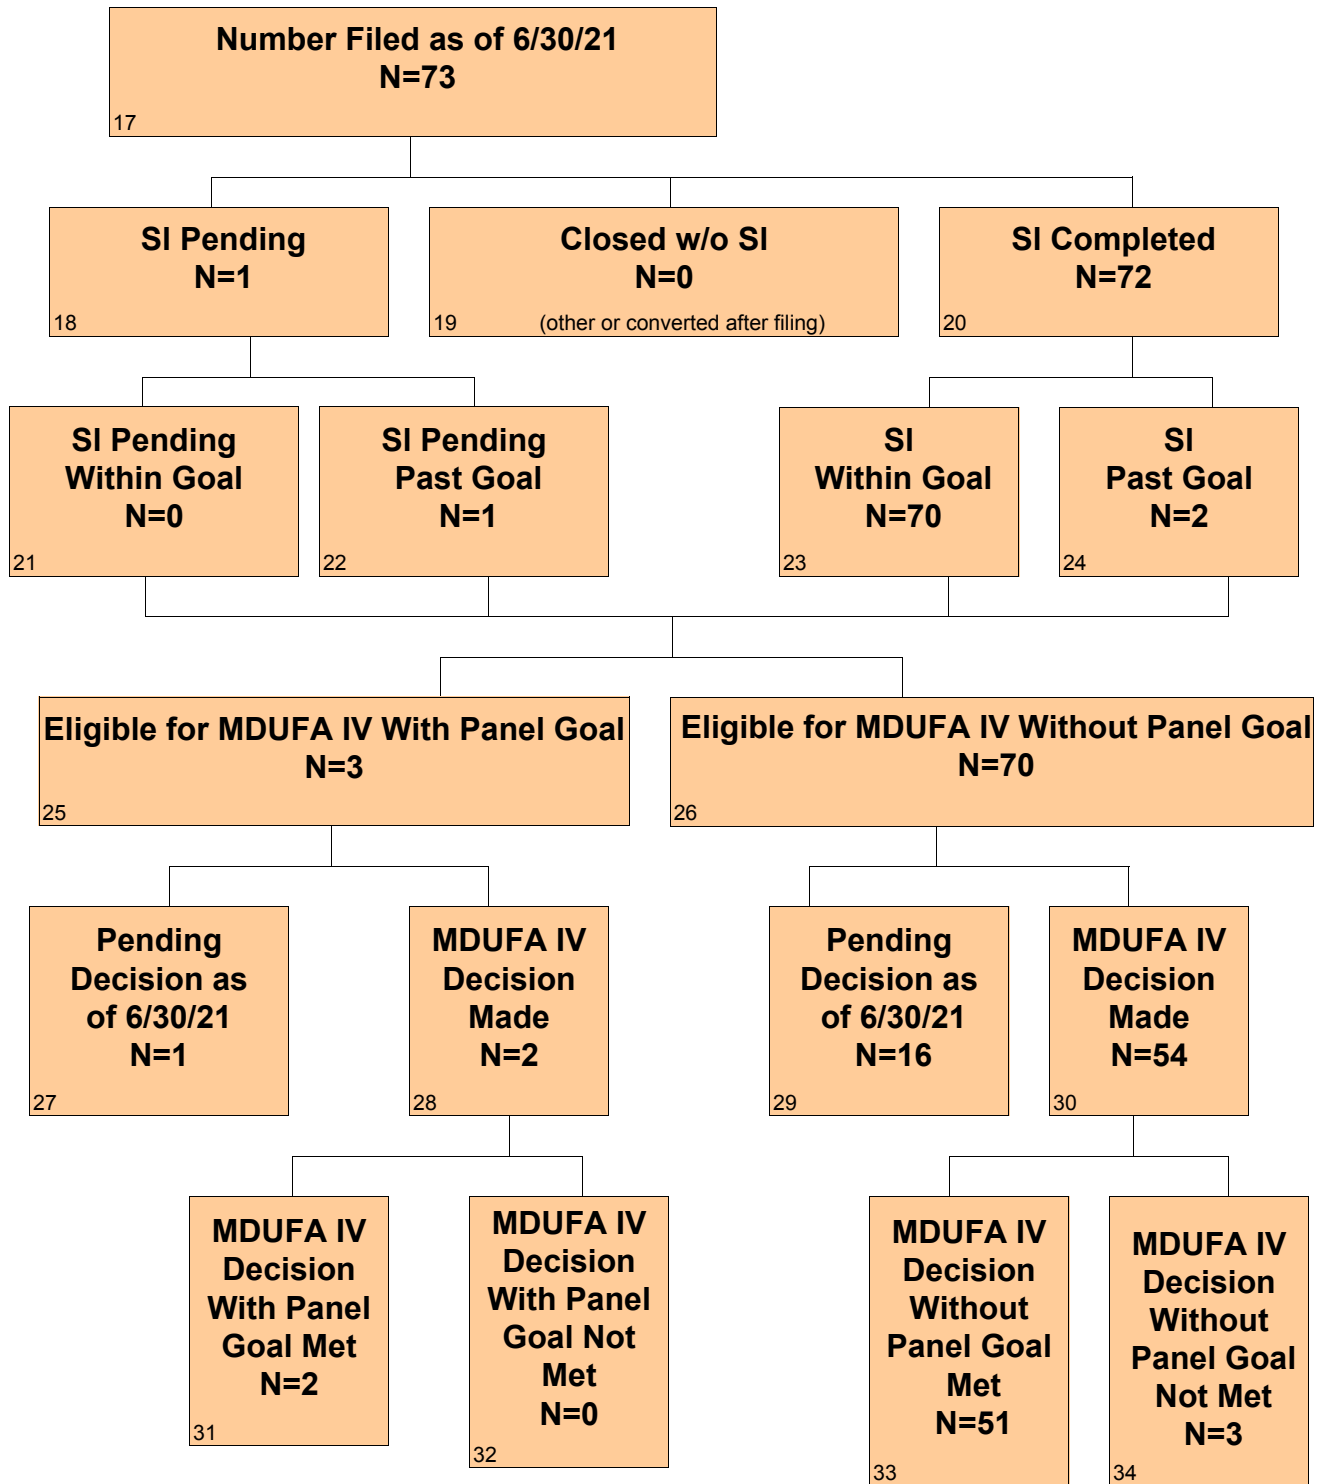 Number Filed as of 6/30/21
N=73
17
SI Pending
N=1
18
Closed w/o SI
N=0
19
(other or converted after filing)
SI Completed
N=72
20
SI Pending
Within Goal
N=0
21
SI Pending
Past Goal
N=1
22
SI
Within Goal
N=70
23
SI
Past Goal
N=2
24
Eligible for MDUFA IV With Panel Goal
N=3
25
Eligible for MDUFA IV Without Panel Goal
N=70
26
Pending
Decision as
of 6/30/21
N=1
27
MDUFA IV
Decision
Made
N=2
28
Pending
Decision as
of 6/30/21
N=16
29
MDUFA IV
Decision
Made
N=54
30
MDUFA IV
Decision
With Panel
Goal Met
N=2
31
MDUFA IV
Decision
With Panel
Goal Not
Met
N=0
32
MDUFA IV
Decision
Without
Panel Goal
Met
N=51
33
MDUFA IV
Decision
Without
Panel Goal
Not Met
N=3
34